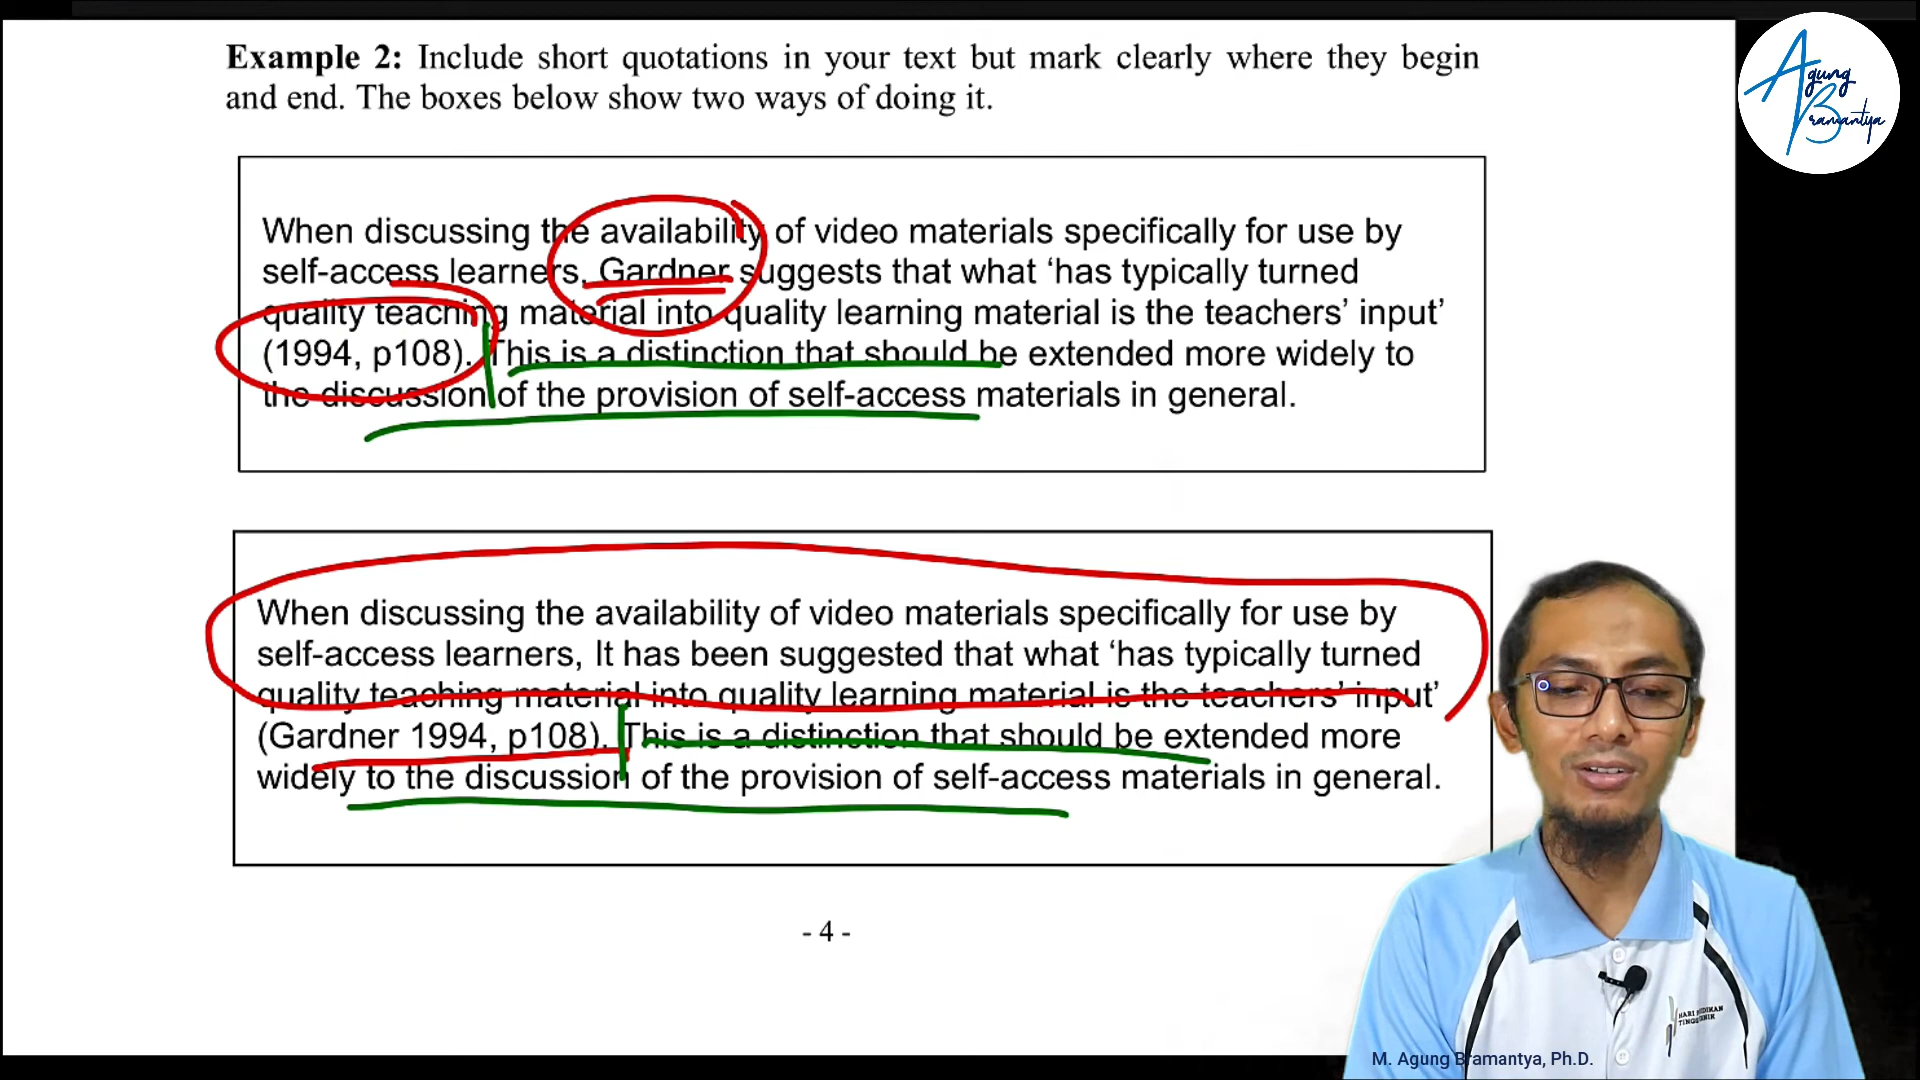 Example 2: Include short quotations in your text but mark clearly where they begin
and end. The boxes below show two ways of doing it.
When discussing the availability of video materials specifically for use by
self-access learners, Gardner suggests that what ‘has typically turned
quality teaching material into quality learning material is the teachers’ input’
(1994, p108). This is a distinction that should be extended more widely to
the discussion of the provision of self-access materials in general.
When discussing the availability of video materials specifically for use by
self-access learners, It has been suggested that what ‘has typically turned
quality teaching material into quality learning material is the teachers’ input’
(Gardner 1994, p108). This is a distinction that should be extended more
widely to the discussion of the provision of self-access materials in general.
- 4 -
Agung
Bramantya
HARI
TINGGI
M. Agung Bramantya, Ph.D.